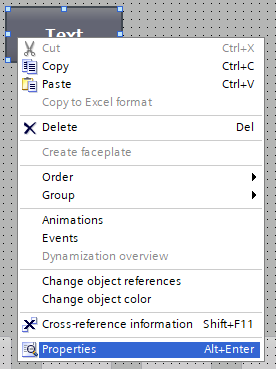 Text
Cut Ctrl+X
Copy Ctrl+C
Paste Ctrl+V
Copy to Excel format
Delete Del
Create faceplate
Order
Group
Animations
Events
Dynamization overview
Change object references
Change object color
Cross-reference information Shift+F11
Properties Alt+Enter